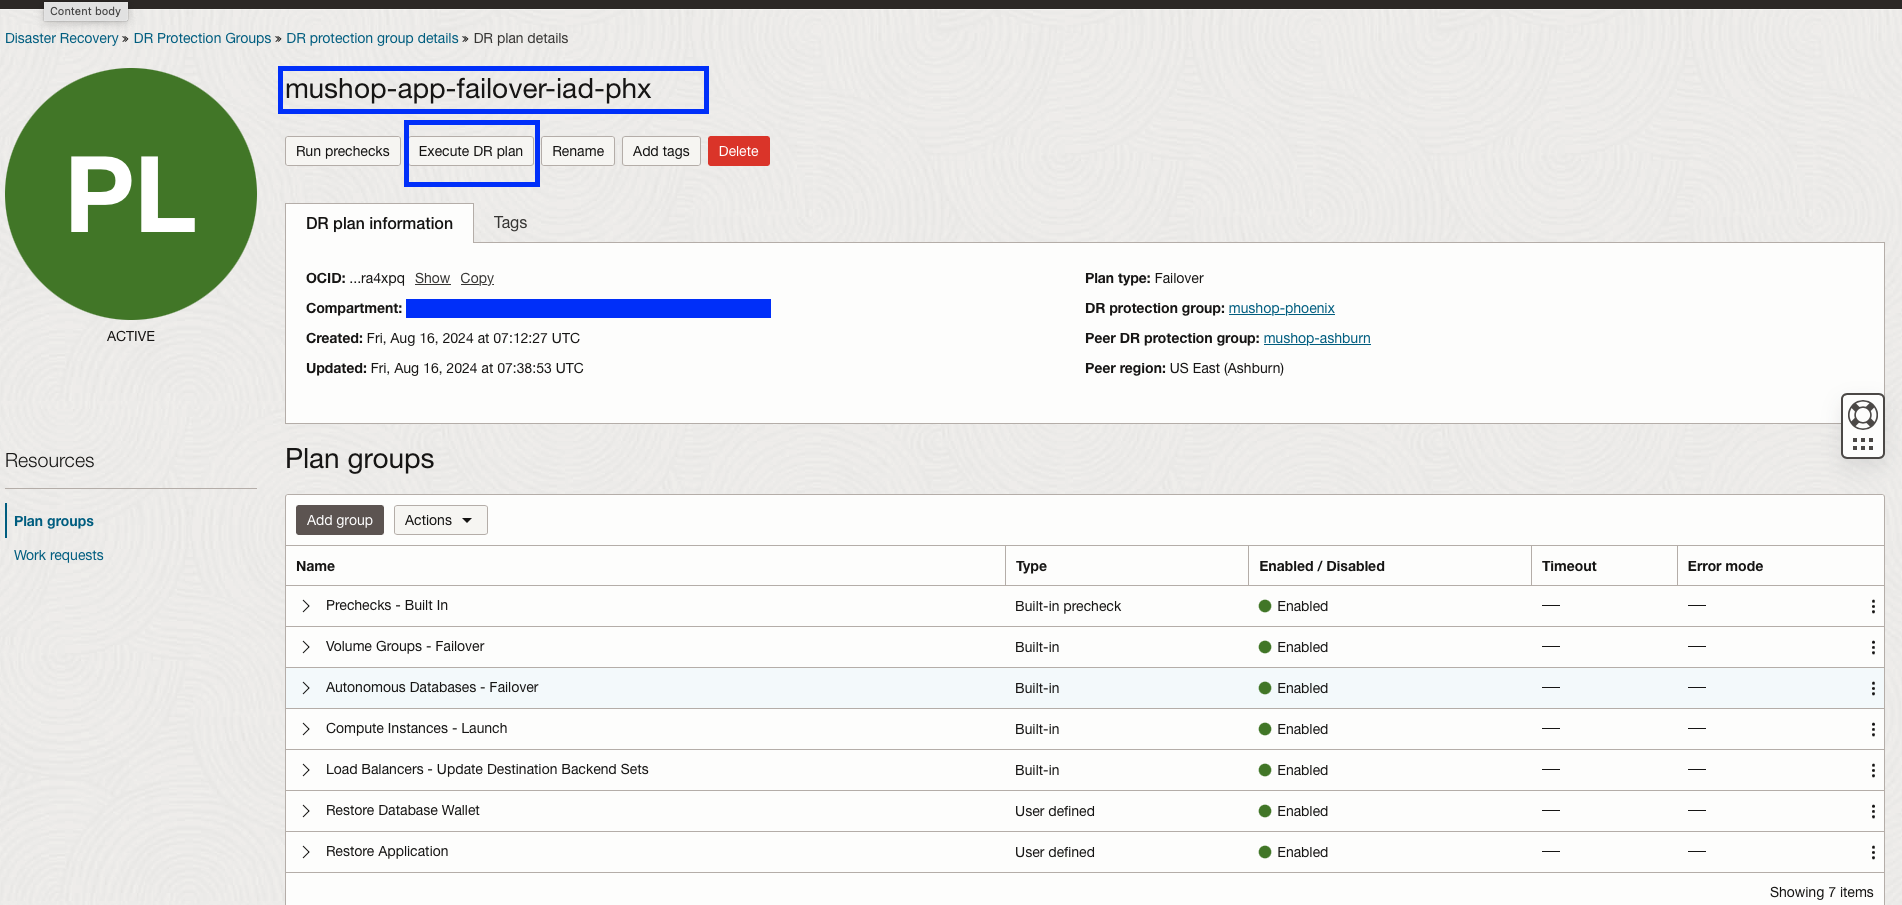 Content body
Disaster Recovery » DR Protection Groups » DR protection group details » DR plan details
PL
ACTIVE
mushop-app-failover-iad-phx
Run prechecks Execute DR plan Rename Add tags Delete
DR plan information Tags
OCID: ...ra4xpq Show Copy
Compartment:
Created: Fri, Aug 16, 2024 at 07:12:27 UTC
Updated: Fri, Aug 16, 2024 at 07:38:53 UTC
Plan type: Failover
DR protection group: mushop-phoenix
Peer DR protection group: mushop-ashburn
Peer region: US East (Ashburn)
Resources
Plan groups
Work requests
Plan groups
Add group Actions
Name Type Enabled / Disabled Timeout Error mode
Prechecks - Built In Built-in precheck Enabled — —
Volume Groups - Failover Built-in Enabled — —
Autonomous Databases - Failover Built-in Enabled — —
Compute Instances - Launch Built-in Enabled — —
Load Balancers - Update Destination Backend Sets Built-in Enabled — —
Restore Database Wallet User defined Enabled — —
Restore Application User defined Enabled — —
Showing 7 items